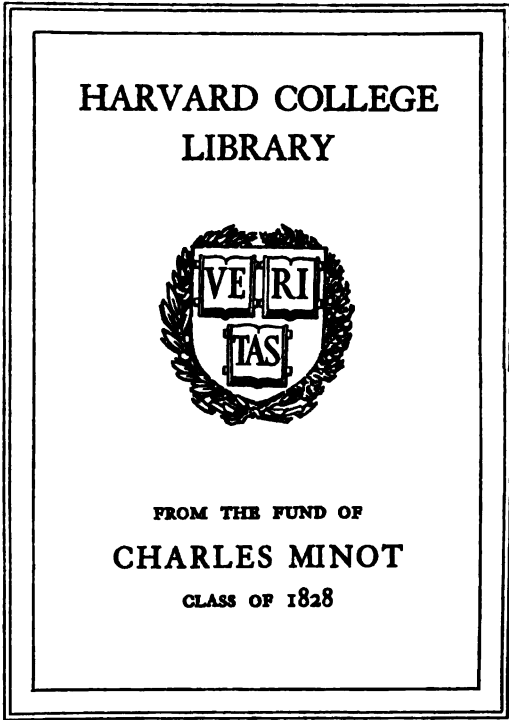 HARVARD COLLEGE
LIBRARY
VE RI
TAS
FROM THE FUND OF
CHARLES MINOT
CLASS OF 1828